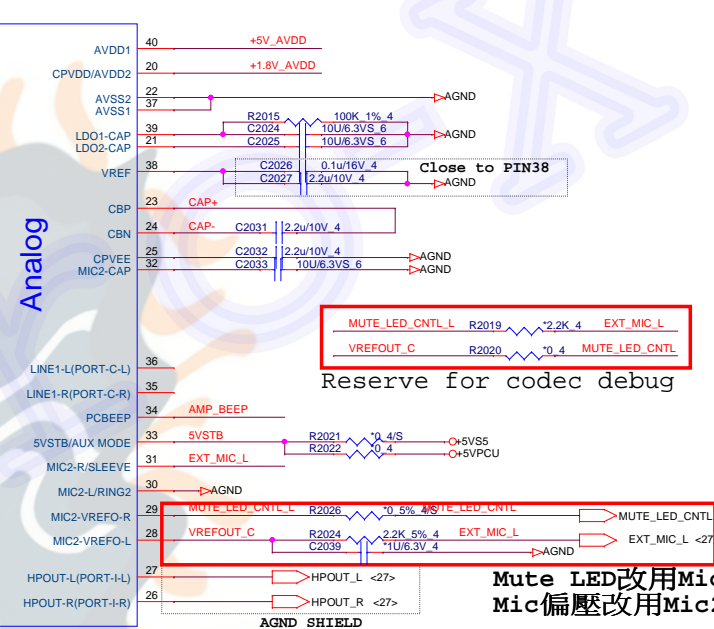 40 +5V_AVDD
AVDD1
20 +1.8V_AVDD
CPVDD/AVDD2
22
AVSS2 AGND
37
AVSS1
R2015 100K_1%_4
39 C2024 10U/6.3VS_6
LDO1-CAP AGND
21 C2025 10U/6.3VS_6
LDO2-CAP
38 C2026 0.1u/16V_4 Close to PIN38
VREF
C2027 2.2u/10V_4 AGND
23 CAP+
CBP
24 CAP- C2031 2.2u/10V_4
CBN
25 C2032 2.2u/10V_4 AGND
CPVEE
32 C2033 10U/6.3VS_6 AGND
MIC2-CAP
Analog
MUTE_LED_CNTL_L R2019 *2.2K_4 EXT_MIC_L
VREFOUT_C R2020 *0_4 MUTE_LED_CNTL
Reserve for codec debug
36
LINE1-L(PORT-C-L)
35
LINE1-R(PORT-C-R)
34 AMP_BEEP
PCBEEP
33 5VSTB R2021 *0_4/S +5VS5
5VSTB/AUX MODE
R2022 *0_4 +5VPCU
31 EXT_MIC_L
MIC2-R/SLEEVE
30
MIC2-L/RING2 AGND
29 MUTE_LED_CNTL_L R2026 *0_5%_4/S MUTE_LED_CNTL
MIC2-VREFO-R MUTE_LED_CNTL
28 VREFOUT_C R2024 2.2K_5%_4 EXT_MIC_L
MIC2-VREFO-L EXT_MIC_L <27
C2039 *1U/6.3V_4 AGND
27
HPOUT-L(PORT-I-L) HPOUT_L <27>
26
HPOUT-R(PORT-I-R) HPOUT_R <27>
AGND SHIELD
Mute LED改用Mic
Mic偏壓改用Mic2